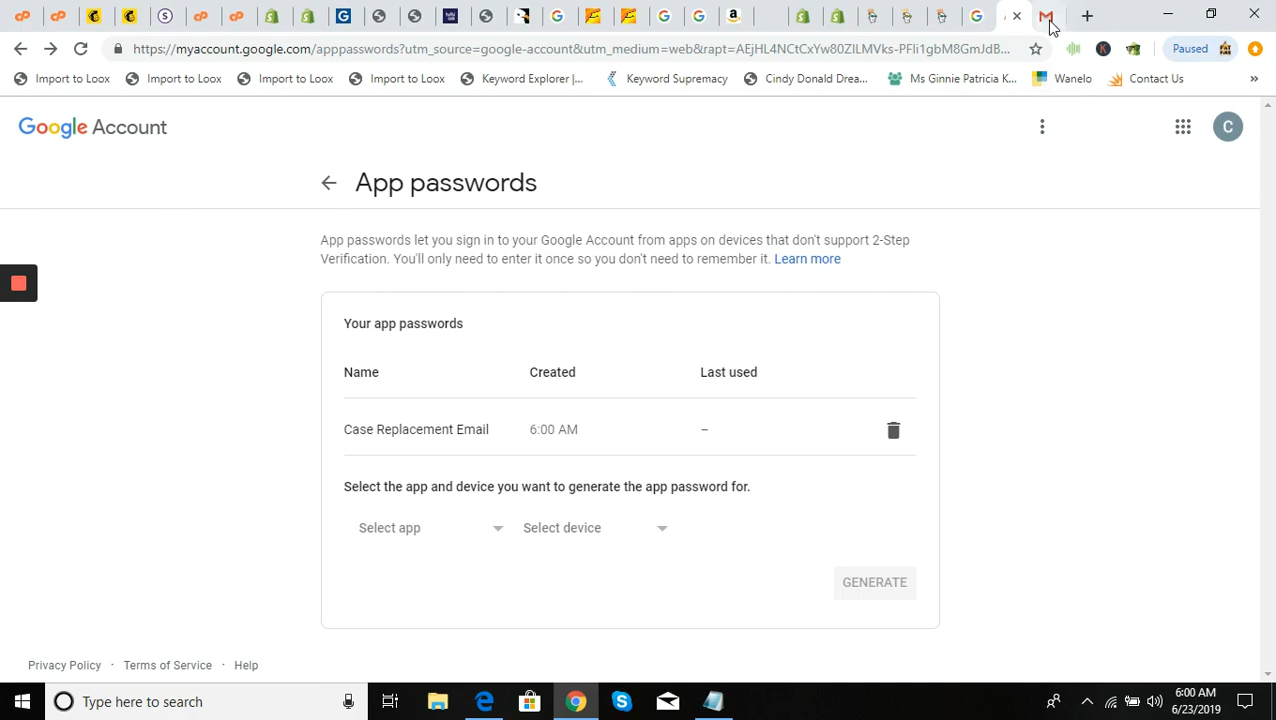 https://myaccount.google.com/apppasswords?utm_source=google-account&utm_medium=web&rapt=AEjHL4NCtCxYw80ZILMVks-PFli1gbM8GmJdB...
Paused
Import to Loox
Import to Loox
Import to Loox
Import to Loox
Keyword Explorer |...
Keyword Supremacy
Cindy Donald Drea...
Ms Ginnie Patricia K...
Wanelo
Contact Us
»
Google Account
C
App passwords
App passwords let you sign in to your Google Account from apps on devices that don't support 2-Step
Verification. You'll only need to enter it once so you don't need to remember it. Learn more
Your app passwords
Name Created Last used
Case Replacement Email 6:00 AM –
Select the app and device you want to generate the app password for.
Select app Select device
GENERATE
Privacy Policy · Terms of Service · Help
Type here to search
6:00 AM
6/23/2019